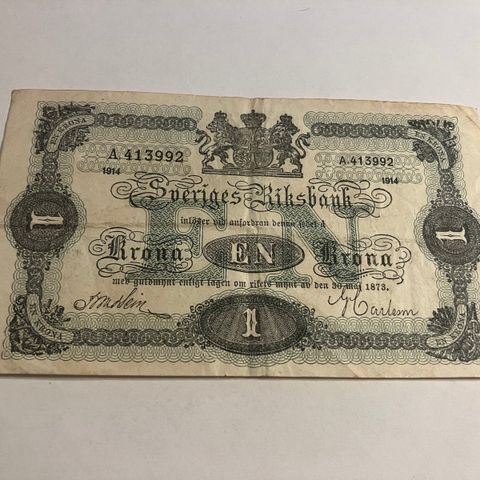 EN KRONA EN KRONA
A.413992 A.413992
1914 1914
Sveriges Riksbank
inlöser vid anfordran denna sedel å
1 Krona EN Krona 1
med guldmynt enligt lagen om rikets mynt av den 30 maj 1873.
1
EN KRONA EN KRONA